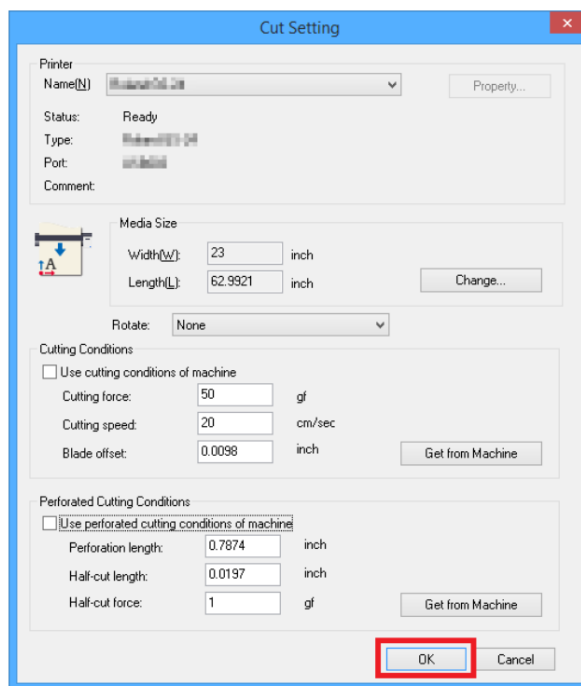 Cut Setting
Printer
Name(N)
Property...
Status: Ready
Type:
Port:
Comment:
Media Size
Width(W): 23 inch
A
Length(L): 62.9921 inch
Change...
Rotate: None
Cutting Conditions
Use cutting conditions of machine
Cutting force: 50 gf
Cutting speed: 20 cm/sec
Blade offset: 0.0098 inch
Get from Machine
Perforated Cutting Conditions
Use perforated cutting conditions of machine
Perforation length: 0.7874 inch
Half-cut length: 0.0197 inch
Half-cut force: 1 gf
Get from Machine
OK Cancel